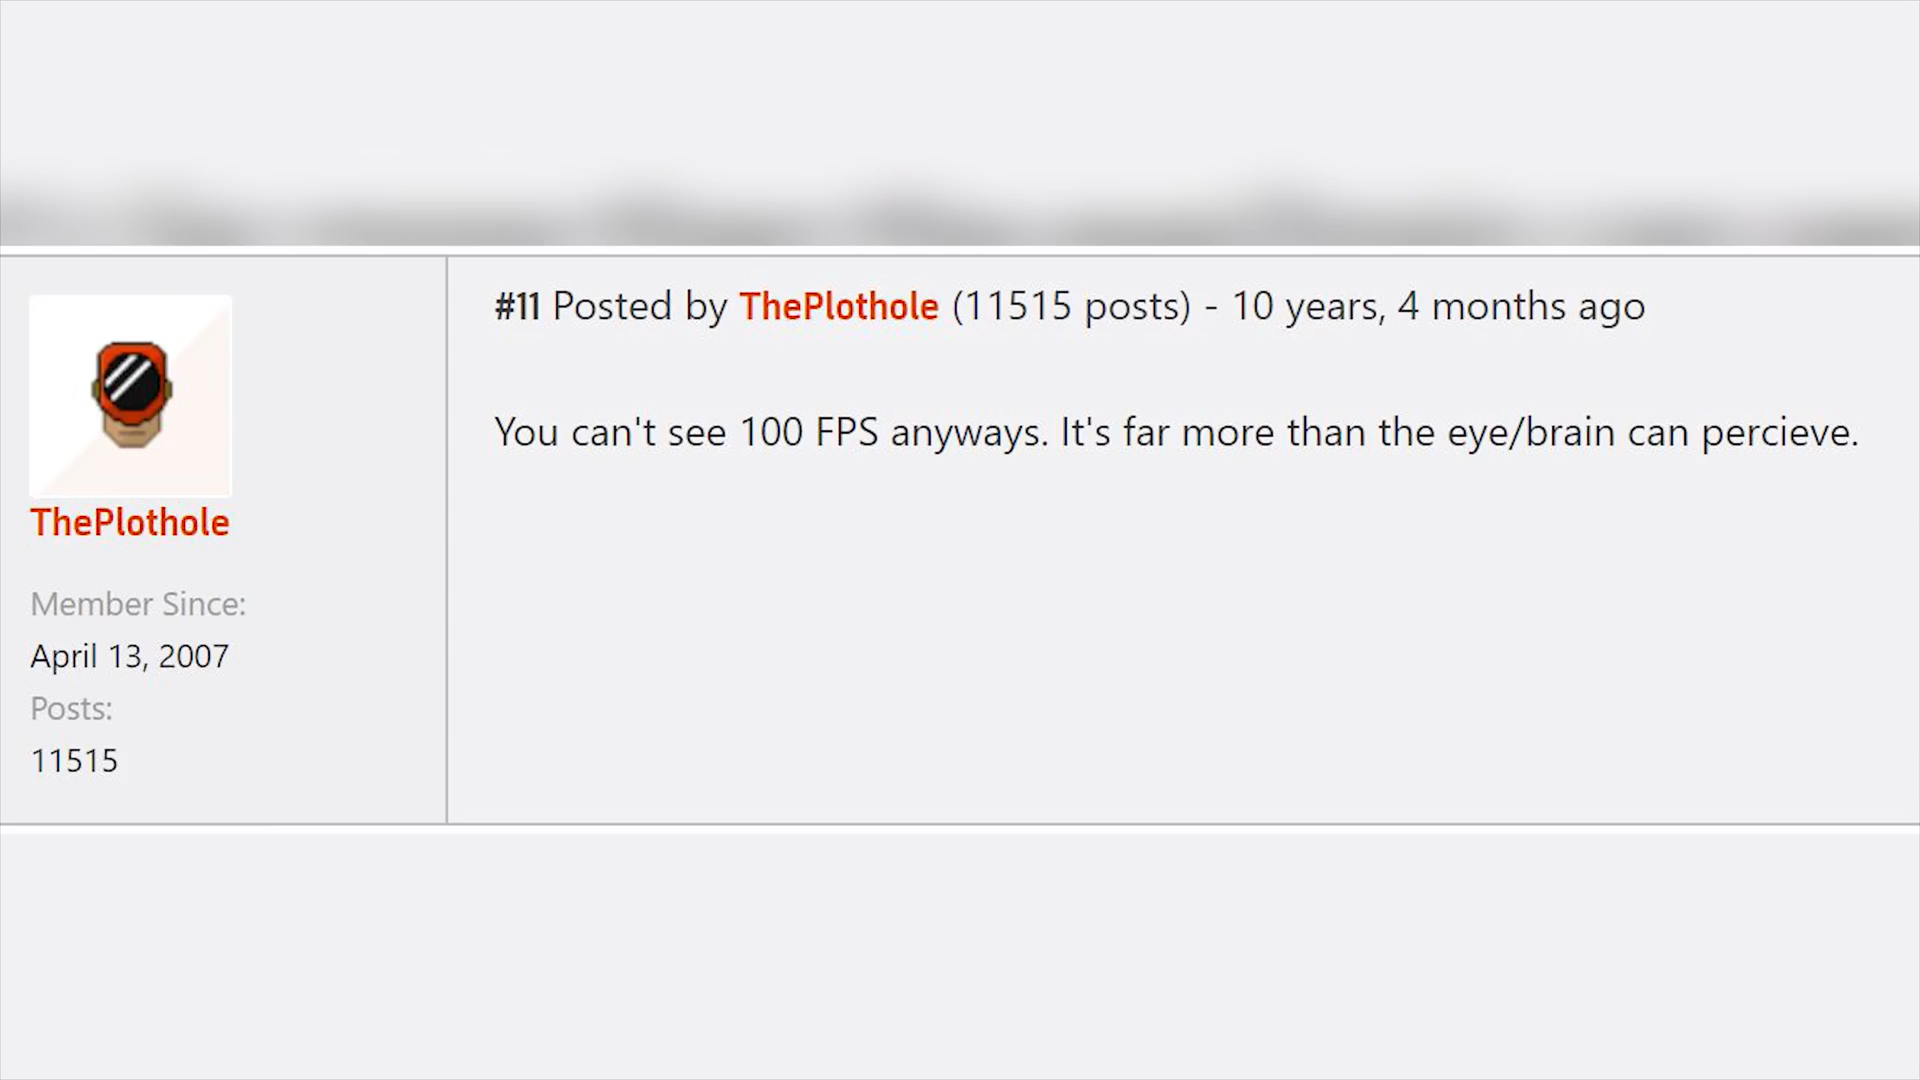 #11 Posted by ThePlothole (11515 posts) - 10 years, 4 months ago
You can't see 100 FPS anyways. It's far more than the eye/brain can percieve.
ThePlothole
Member Since:
April 13, 2007
Posts:
11515